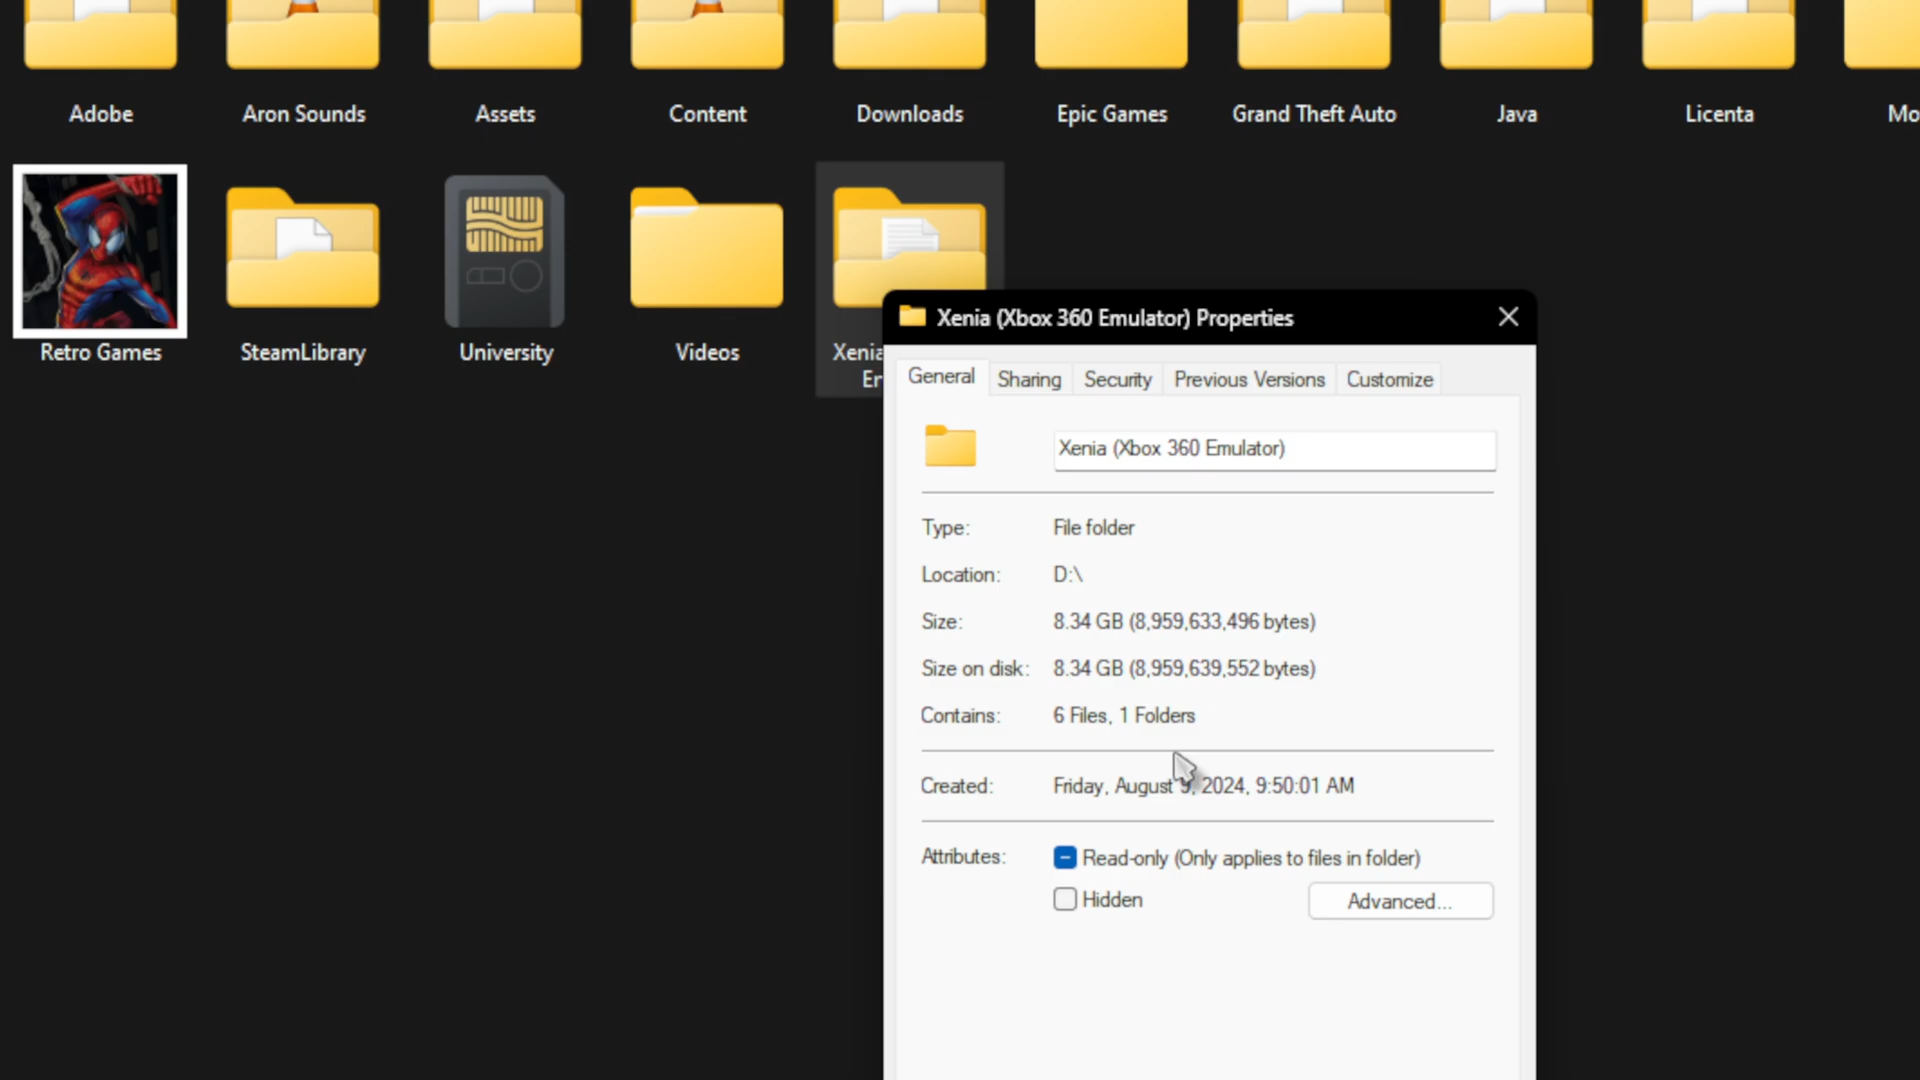 Adobe Aron Sounds Assets Content Downloads Epic Games Grand Theft Auto Java Licenta Mo
Retro Games SteamLibrary University Videos Xenia
Er
Xenia (Xbox 360 Emulator) Properties
General Sharing Security Previous Versions Customize
Xenia (Xbox 360 Emulator)
Type: File folder
Location: D:\
Size: 8.34 GB (8,959,633,496 bytes)
Size on disk: 8.34 GB (8,959,639,552 bytes)
Contains: 6 Files, 1 Folders
Created: Friday, August 9, 2024, 9:50:01 AM
Attributes: Read-only (Only applies to files in folder)
Hidden Advanced...